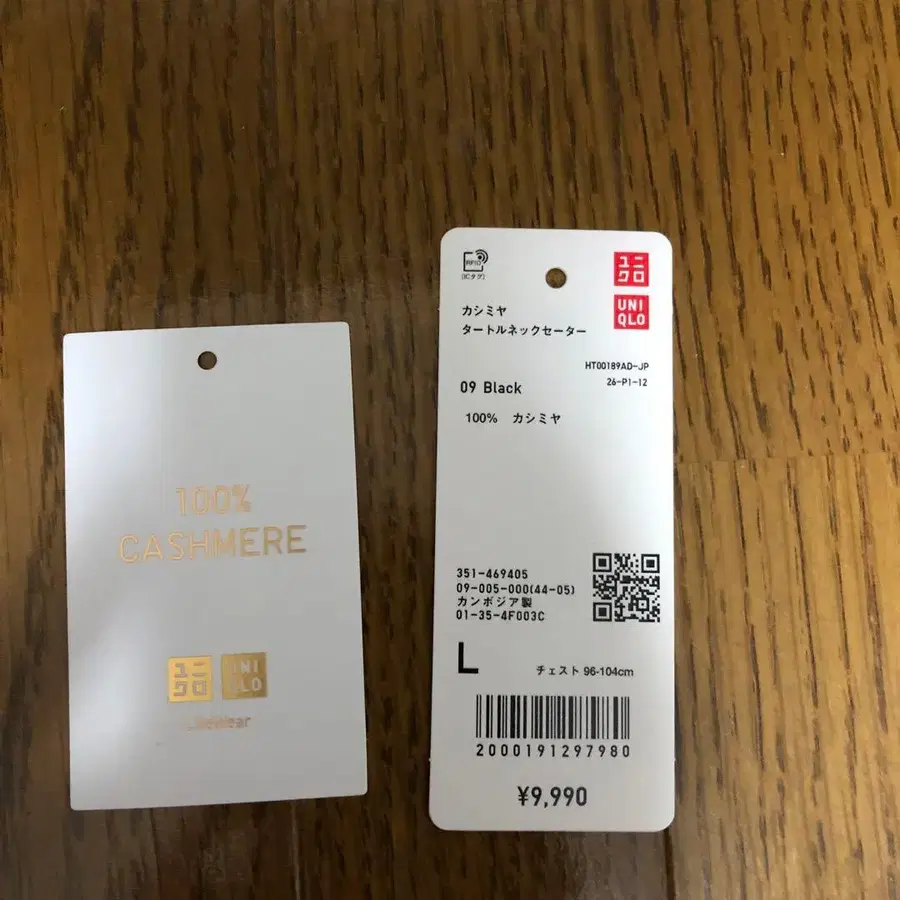 100%
CASHMERE
ユニ
クロ
UNI
QLO
LifeWear
RFID
[ICタグ]
ユニ
クロ
UNI
QLO
カシミヤ
タートルネックセーター
HT00189AD-JP
26-P1-12
09 Black
100% カシミヤ
351-469405
09-005-000(44-05)
カンボジア製
01-35-4F003C
L
チェスト 96-104cm
2000191297980
¥9,990